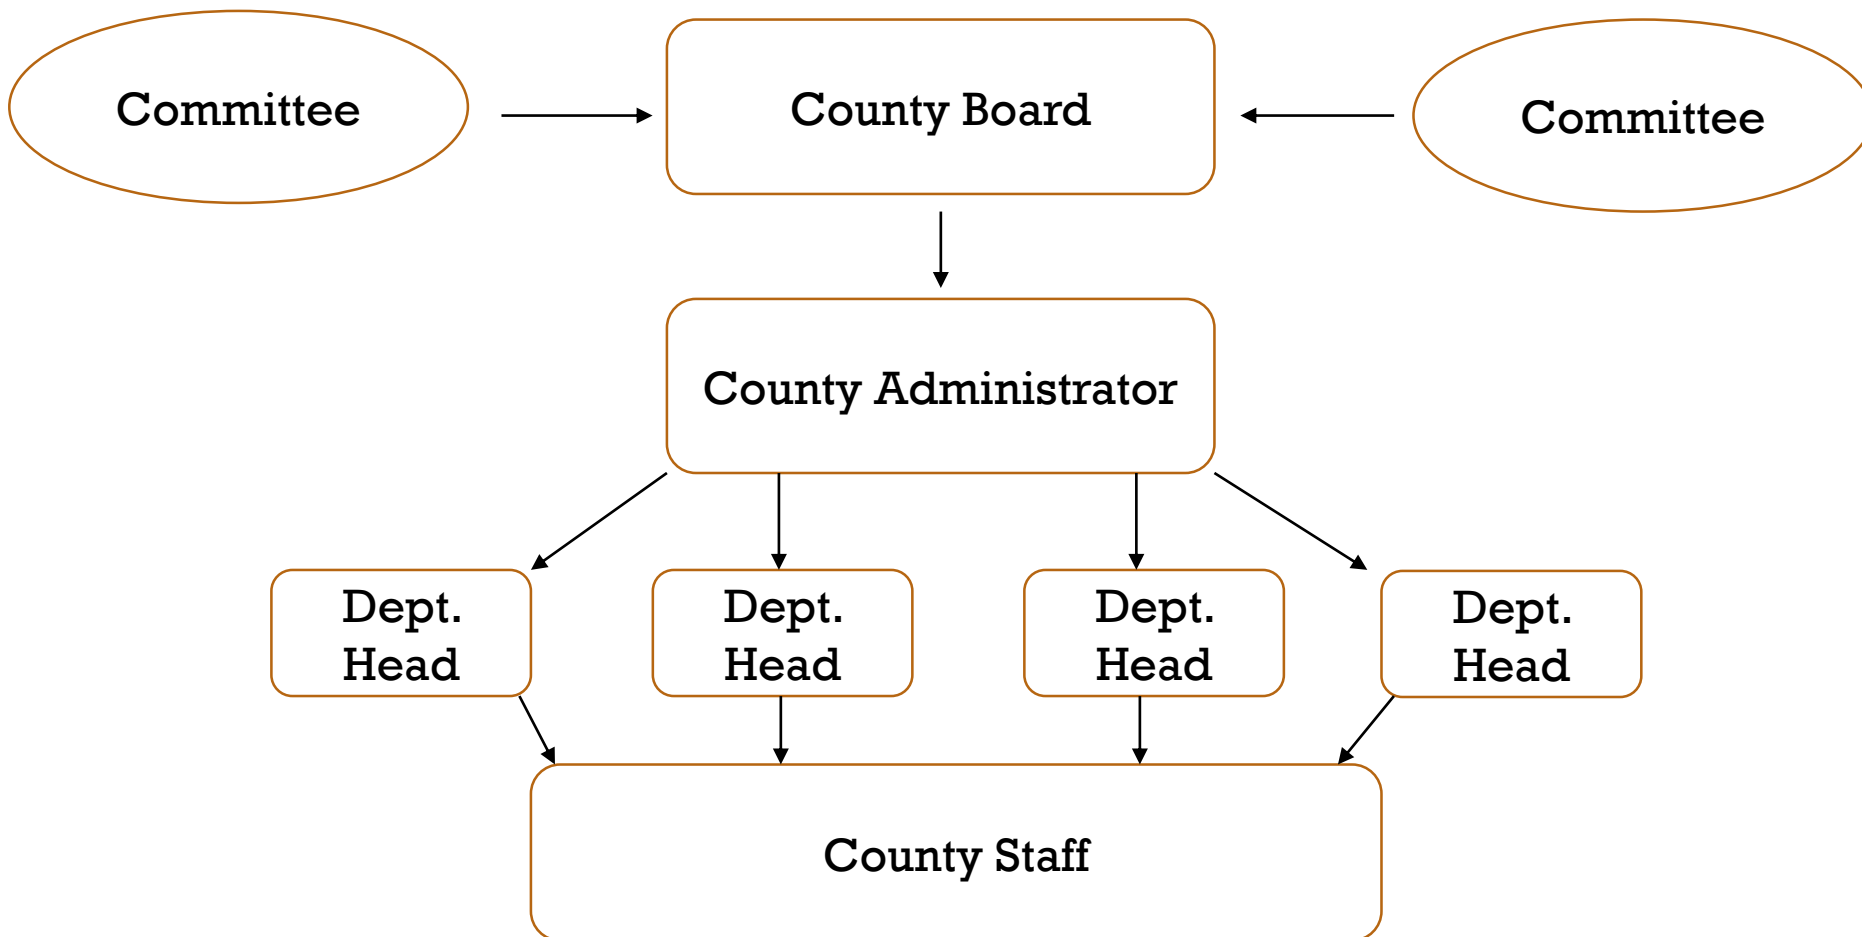 Committee
County Board
Committee
County Administrator
Dept.
Head
Dept.
Head
Dept.
Head
Dept.
Head
County Staff